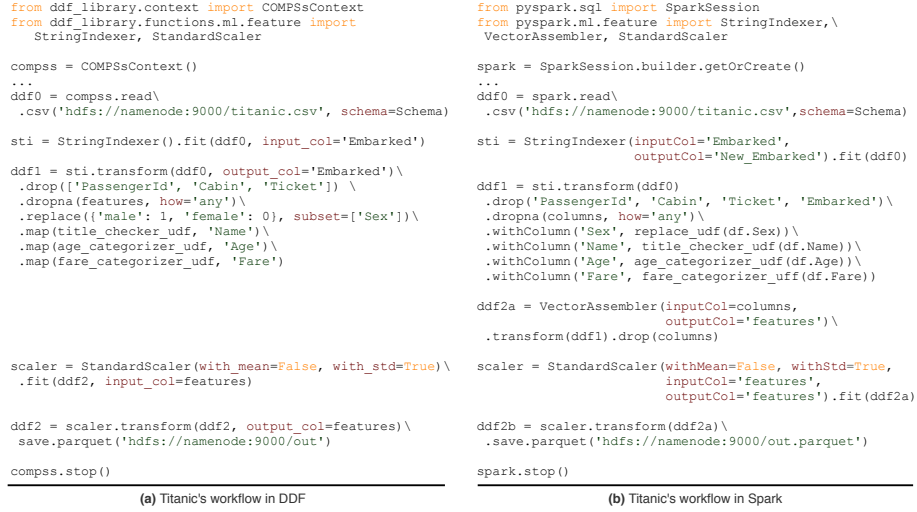 from ddf_library.context import COMPSsContext
from ddf_library.functions.ml.feature import
StringIndexer, StandardScaler
compss = COMPSsContext()
...
ddf0 = compss.read\
.csv('hdfs://namenode:9000/titanic.csv', schema=Schema)
sti = StringIndexer().fit(ddf0, input_col='Embarked')
ddf1 = sti.transform(ddf0, output_col='Embarked')\
.drop(['PassengerId', 'Cabin', 'Ticket']) \
.dropna(features, how='any')\
.replace({'male': 1, 'female': 0}, subset=['Sex'])\
.map(title_checker_udf, 'Name')\
.map(age_categorizer_udf, 'Age')\
.map(fare_categorizer_udf, 'Fare')
scaler = StandardScaler(with_mean=False, with_std=True)\
.fit(ddf2, input_col=features)
ddf2 = scaler.transform(ddf2, output_col=features)\
save.parquet('hdfs://namenode:9000/out')
compss.stop()
(a) Titanic's workflow in DDF
from pyspark.sql import SparkSession
from pyspark.ml.feature import StringIndexer,\
VectorAssembler, StandardScaler
spark = SparkSession.builder.getOrCreate()
...
ddf0 = spark.read\
.csv('hdfs://namenode:9000/titanic.csv',schema=Schema)
sti = StringIndexer(inputCol='Embarked',
outputCol='New_Embarked').fit(ddf0)
ddf1 = sti.transform(ddf0)
.drop('PassengerId', 'Cabin', 'Ticket', 'Embarked')\
.dropna(columns, how='any')\
.withColumn('Sex', replace_udf(df.Sex))\
.withColumn('Name', title_checker_udf(df.Name))\
.withColumn('Age', age_categorizer_udf(df.Age))\
.withColumn('Fare', fare_categorizer_uff(df.Fare))
ddf2a = VectorAssembler(inputCol=columns,
outputCol='features')\
.transform(ddf1).drop(columns)
scaler = StandardScaler(withMean=False, withStd=True,
inputCol='features',
outputCol='features').fit(ddf2a)
ddf2b = scaler.transform(ddf2a)\
.save.parquet('hdfs://namenode:9000/out.parquet')
spark.stop()
(b) Titanic's workflow in Spark